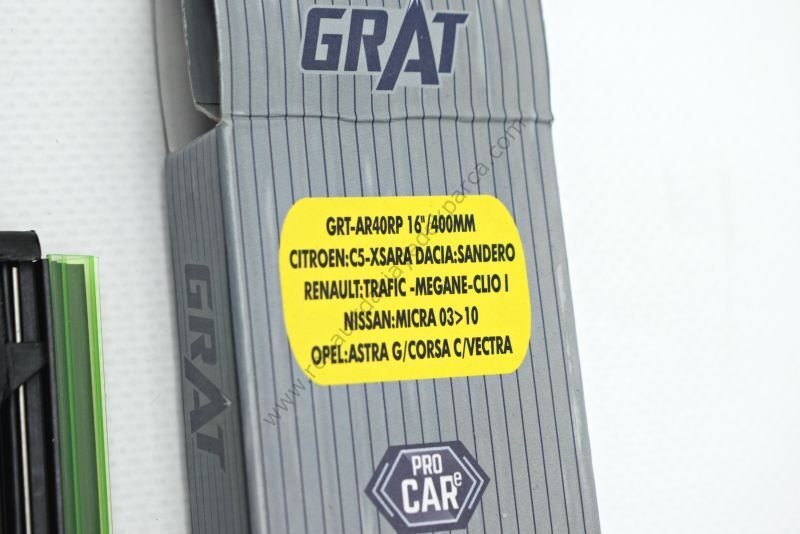 GRAT
GRT-AR40RP 16"/400MM
CITROEN:C5-XSARA DACIA:SANDERO
RENAULT:TRAFIC -MEGANE-CLIO I
NISSAN:MICRA 03>10
OPEL:ASTRA G/CORSA C/VECTRA
GRAT
PRO
CARe